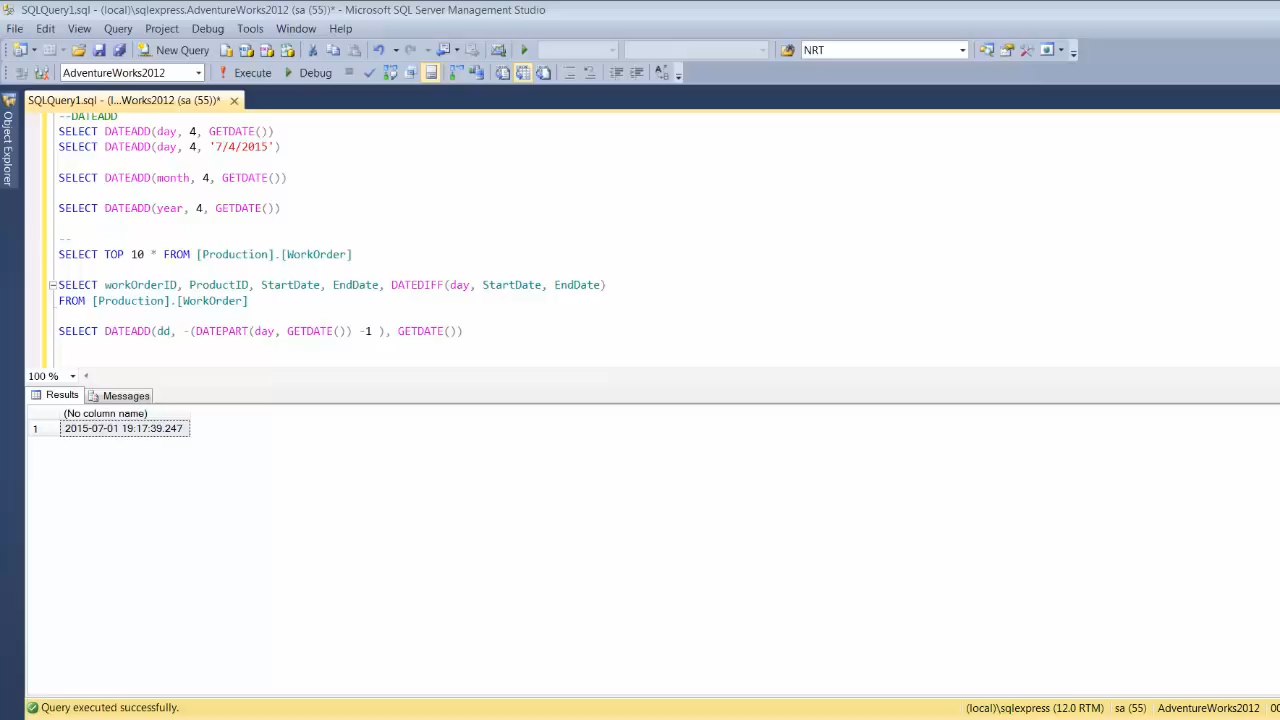 SQLQuery1.sql - (local)\sqlexpress.AdventureWorks2012 (sa (55))* - Microsoft SQL Server Management Studio
File Edit View Query Project Debug Tools Window Help
New Query NRT
AdventureWorks2012 Execute Debug
SQLQuery1.sql - (l...Works2012 (sa (55))*
Object Explorer
--DATEADD
SELECT DATEADD(day, 4, GETDATE())
SELECT DATEADD(day, 4, '7/4/2015')
SELECT DATEADD(month, 4, GETDATE())
SELECT DATEADD(year, 4, GETDATE())
--
SELECT TOP 10 * FROM [Production].[WorkOrder]
SELECT workOrderID, ProductID, StartDate, EndDate, DATEDIFF(day, StartDate, EndDate)
FROM [Production].[WorkOrder]
SELECT DATEADD(dd, -(DATEPART(day, GETDATE()) -1 ), GETDATE())
100 %
Results Messages
(No column name)
1 2015-07-01 19:17:39.247
Query executed successfully. (local)\sqlexpress (12.0 RTM) sa (55) AdventureWorks2012